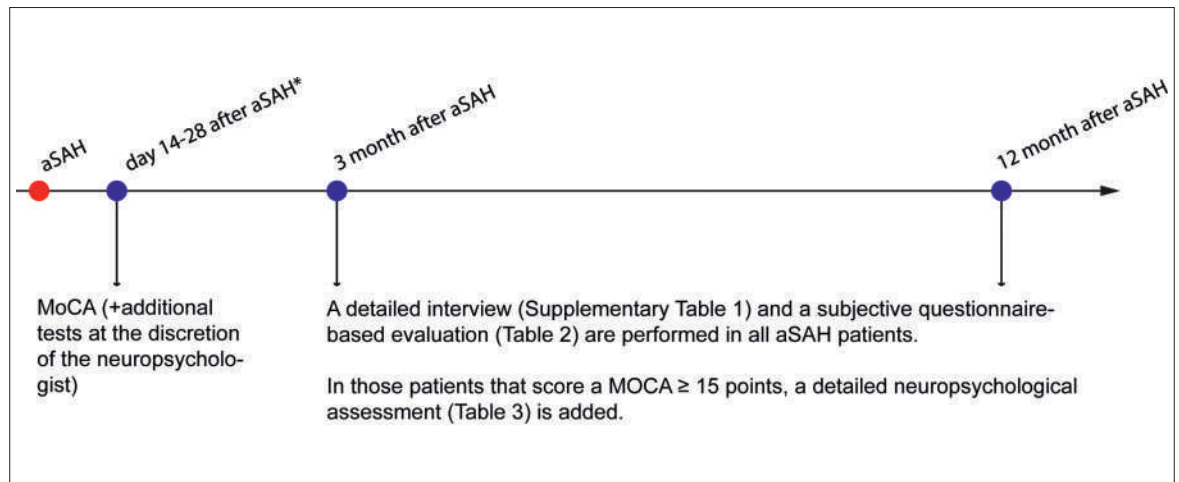 aSAH
day 14-28 after aSAH*
3 month after aSAH
12 month after aSAH
MoCA (+additional
tests at the discretion
of the neuropsycholo-
gist)
A detailed interview (Supplementary Table 1) and a subjective questionnaire-
based evaluation (Table 2) are performed in all aSAH patients.
In those patients that score a MOCA ≥ 15 points, a detailed neuropsychological
assessment (Table 3) is added.